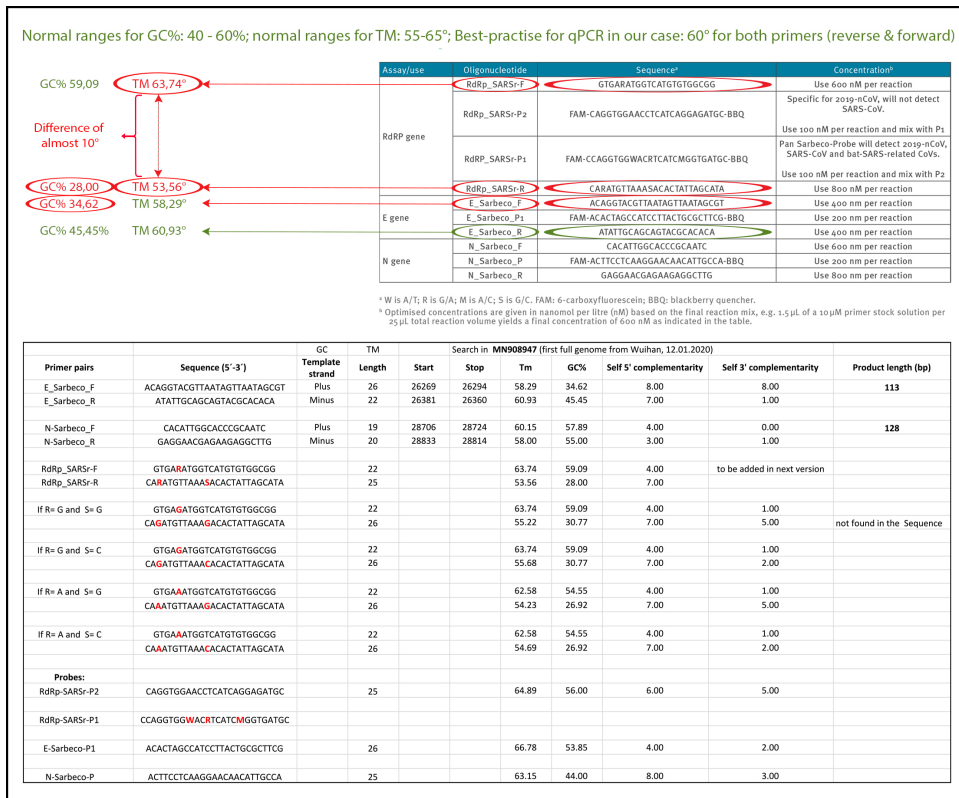 Normal ranges for GC%: 40 - 60%; normal ranges for TM: 55-65°; Best-practise for qPCR in our case: 60° for both primers (reverse & forward)
Assay/use Oligonucleotide Sequenceᵃ Concentrationᵇ
GC% 59,09 TM 63,74° RdRp_SARSr-F GTGARATGGTCATGTGTGGCGG Use 600 nM per reaction
Difference of almost 10°
RdRP gene
RdRp_SARSr-P2 FAM-CAGGTGGAACCTCATCAGGAGATGC-BBQ Specific for 2019-nCoV, will not detect
SARS-CoV.
Use 100 nM per reaction and mix with P1
RdRP_SARSr-P1 FAM-CCAGGTGGWACRTCATCMGGTGATGC-BBQ Pan Sarbeco-Probe will detect 2019-nCoV,
SARS-CoV and bat-SARS-related CoVs.
Use 100 nM per reaction and mix with P2
GC% 28,00 TM 53,56° RdRp_SARSr-R CARATGTTAAASACACTATTAGCATA Use 800 nM per reaction
GC% 34,62 TM 58,29° E_Sarbeco_F ACAGGTACGTTAATAGTTAATAGCGT Use 400 nm per reaction
E gene E_Sarbeco_P1 FAM-ACACTAGCCATCCTTACTGCGCTTCG-BBQ Use 200 nm per reaction
GC% 45,45% TM 60,93° E_Sarbeco_R ATATTGCAGCAGTACGCACACA Use 400 nm per reaction
N gene N_Sarbeco_F CACATTGGCACCCGCAATC Use 600 nm per reaction
N_Sarbeco_P FAM-ACTTCCTCAAGGAACAACATTGCCA-BBQ Use 200 nm per reaction
N_Sarbeco_R GAGGAACGAGAAGAGGCTTG Use 800 nm per reaction
ᵃ W is A/T; R is G/A; M is A/C; S is G/C. FAM: 6-carboxyfluorescein; BBQ: blackberry quencher.
ᵇ Optimised concentrations are given in nanomol per litre (nM) based on the final reaction mix, e.g. 1.5 µL of a 10 µM primer stock solution per
25 µL total reaction volume yields a final concentration of 600 nM as indicated in the table.
GC TM Search in MN908947 (first full genome from Wuihan, 12.01.2020)
Primer pairs Sequence (5´-3´) Template strand Length Start Stop Tm GC% Self 5' complementarity Self 3' complementarity Product length (bp)
E_Sarbeco_F ACAGGTACGTTAATAGTTAATAGCGT Plus 26 26269 26294 58.29 34.62 8.00 8.00 113
E_Sarbeco_R ATATTGCAGCAGTACGCACACA Minus 22 26381 26360 60.93 45.45 7.00 1.00
N-Sarbeco_F CACATTGGCACCCGCAATC Plus 19 28706 28724 60.15 57.89 4.00 0.00 128
N-Sarbeco_R GAGGAACGAGAAGAGGCTTG Minus 20 28833 28814 58.00 55.00 3.00 1.00
RdRp_SARSr-F GTGARATGGTCATGTGTGGCGG 22 63.74 59.09 4.00 to be added in next version
RdRp_SARSr-R CARATGTTAAASACACTATTAGCATA 25 53.56 28.00 7.00
If R= G and S= G GTGAGATGGTCATGTGTGGCGG 22 63.74 59.09 4.00 1.00
CAGATGTTAAAGACACTATTAGCATA 26 55.22 30.77 7.00 5.00 not found in the Sequence
If R= G and S= C GTGAGATGGTCATGTGTGGCGG 22 63.74 59.09 4.00 1.00
CAGATGTTAAACACACTATTAGCATA 26 55.68 30.77 7.00 2.00
If R= A and S= G GTGAAATGGTCATGTGTGGCGG 22 62.58 54.55 4.00 1.00
CAAATGTTAAAGACACTATTAGCATA 26 54.23 26.92 7.00 5.00
If R= A and S= C GTGAAATGGTCATGTGTGGCGG 22 62.58 54.55 4.00 1.00
CAAATGTTAAACACACTATTAGCATA 26 54.69 26.92 7.00 2.00
Probes:
RdRp-SARSr-P2 CAGGTGGAACCTCATCAGGAGATGC 25 64.89 56.00 6.00 5.00
RdRp-SARSr-P1 CCAGGTGGWACRTCATCMGGTGATGC
E-Sarbeco-P1 ACACTAGCCATCCTTACTGCGCTTCG 26 66.78 53.85 4.00 2.00
N-Sarbeco-P ACTTCCTCAAGGAACAACATTGCCA 25 63.15 44.00 8.00 3.00